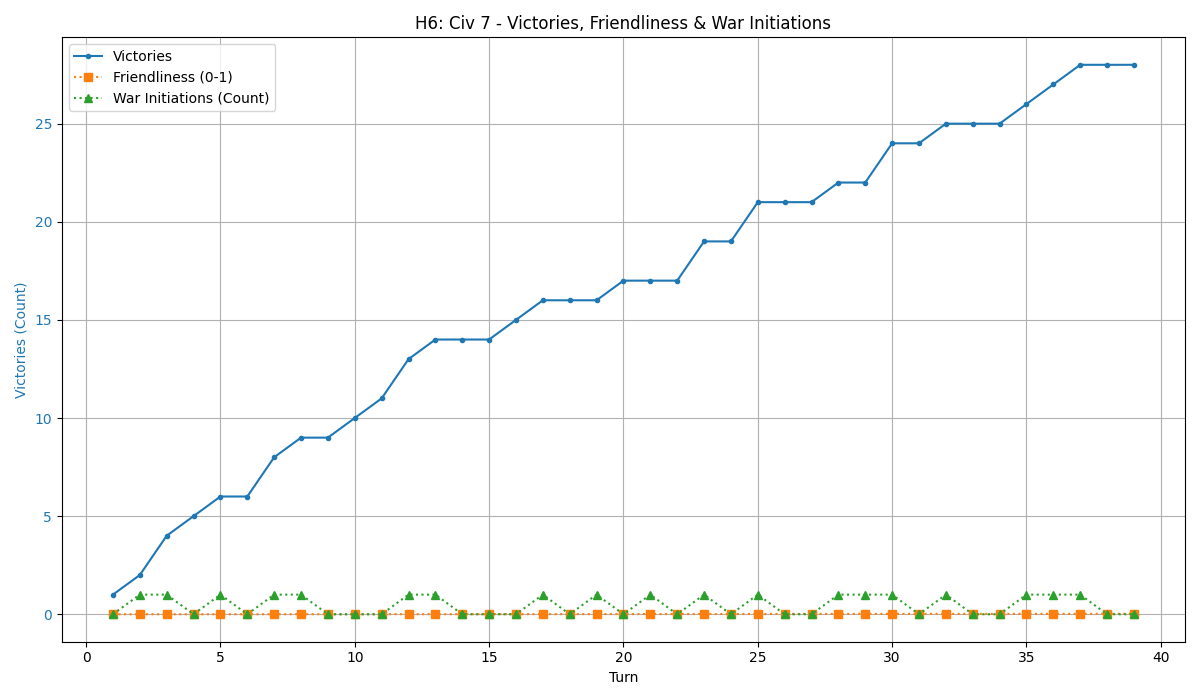 H6: Civ 7 - Victories, Friendliness & War Initiations
Victories
Friendliness (0-1)
War Initiations (Count)
Victories (Count)
25
20
15
10
5
0
0 5 10 15 20 25 30 35 40
Turn